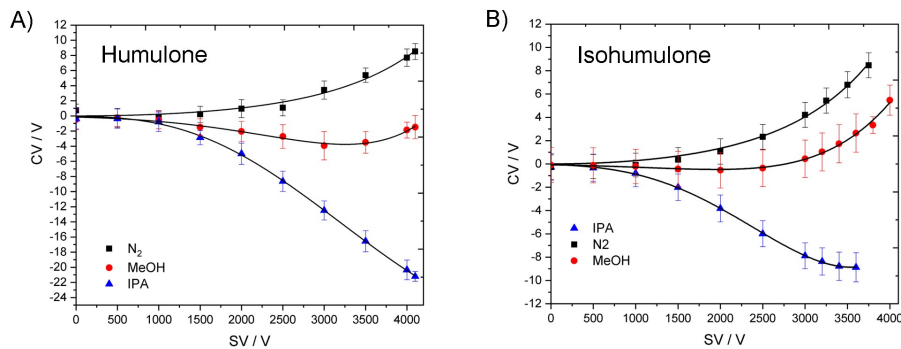 A)
Humulone
CV / V
12
10
8
6
4
2
0
-2
-4
-6
-8
-10
-12
-14
-16
-18
-20
-22
-24
N₂
MeOH
IPA
0 500 1000 1500 2000 2500 3000 3500 4000
SV / V
B)
Isohumulone
CV / V
12
10
8
6
4
2
0
-2
-4
-6
-8
-10
-12
IPA
N2
MeOH
0 500 1000 1500 2000 2500 3000 3500 4000
SV / V